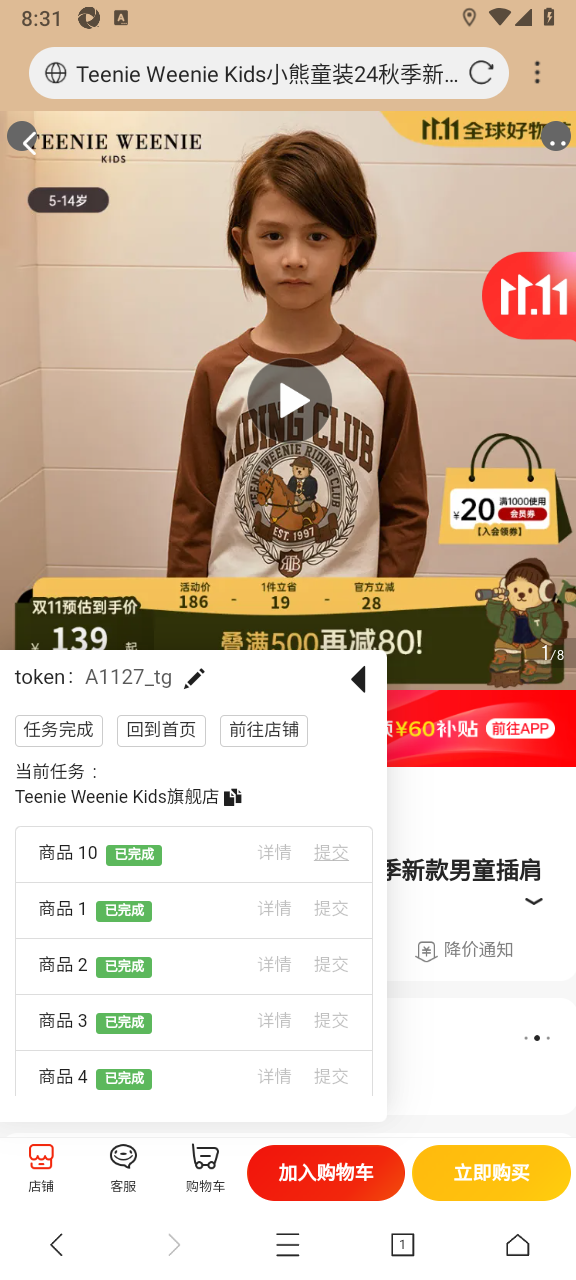 8:31
A
Teenie Weenie Kids小熊童装24秋季新…
TEENIE WEENIE
KIDS
11.11全球好物
5-14岁
11.11
RIDING CLUB
TEENIE WEENIE RIDING CLUB
EST. 1997
¥20 满1000使用
会员券
【入会领券】
活动价 1件立省 官方立减
186 - 19 - 28
双11预估到手价
¥139起
叠满500再减80!
1/8
token: A1127_tg
任务完成 回到首页 前往店铺
¥60补贴 前往APP
当前任务：
Teenie Weenie Kids旗舰店
商品 10 已完成 详情 提交
季新款男童插肩
商品 1 已完成 详情 提交
降价通知
商品 2 已完成 详情 提交
商品 3 已完成 详情 提交
商品 4 已完成 详情 提交
店铺 客服 购物车 加入购物车 立即购买
1